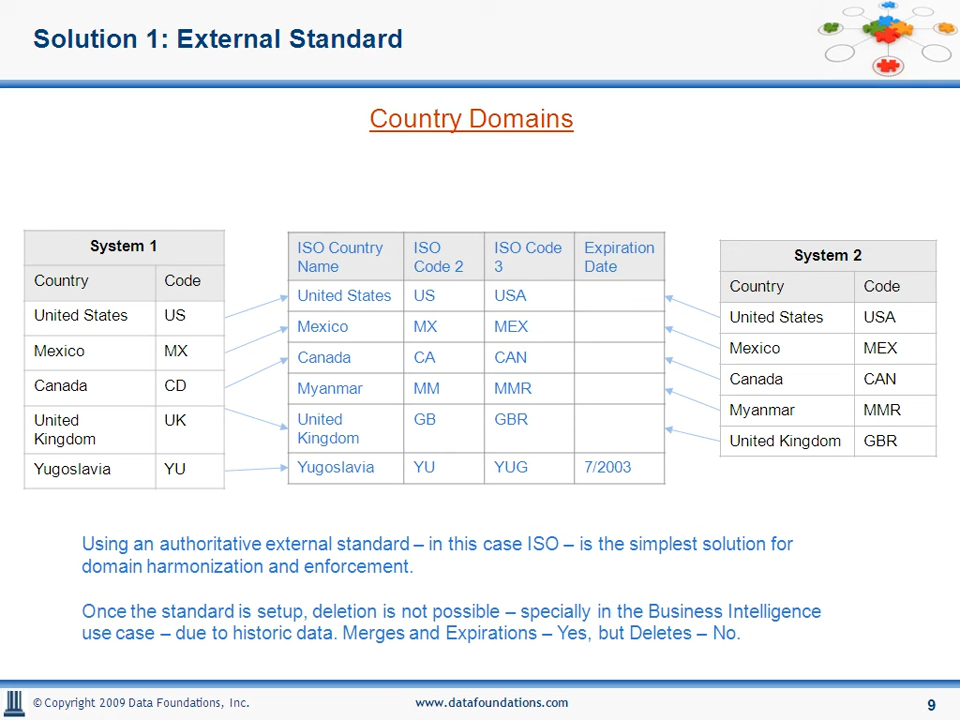 Solution 1: External Standard
Country Domains
System 1
Country Code
United States US
Mexico MX
Canada CD
United
Kingdom UK
Yugoslavia YU
ISO Country
Name ISO
Code 2 ISO Code
3 Expiration
Date
United States US USA
Mexico MX MEX
Canada CA CAN
Myanmar MM MMR
United
Kingdom GB GBR
Yugoslavia YU YUG 7/2003
System 2
Country Code
United States USA
Mexico MEX
Canada CAN
Myanmar MMR
United Kingdom GBR
Using an authoritative external standard – in this case ISO – is the simplest solution for
domain harmonization and enforcement.
Once the standard is setup, deletion is not possible – specially in the Business Intelligence
use case – due to historic data. Merges and Expirations – Yes, but Deletes – No.
© Copyright 2009 Data Foundations, Inc. www.datafoundations.com 9